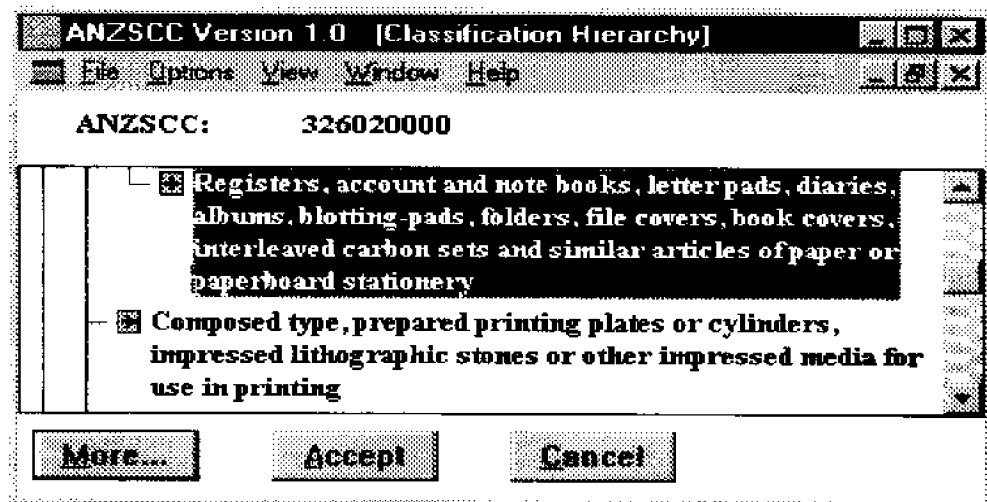 ANZSCC Version 1.0 [Classification Hierarchy]
File Options View Window Help
ANZSCC: 326020000
Registers, account and note books, letter pads, diaries,
albums, blotting-pads, folders, file covers, book covers,
interleaved carbon sets and similar articles of paper or
paperboard stationery
Composed type, prepared printing plates or cylinders,
impressed lithographic stones or other impressed media for
use in printing
More... Accept Cancel